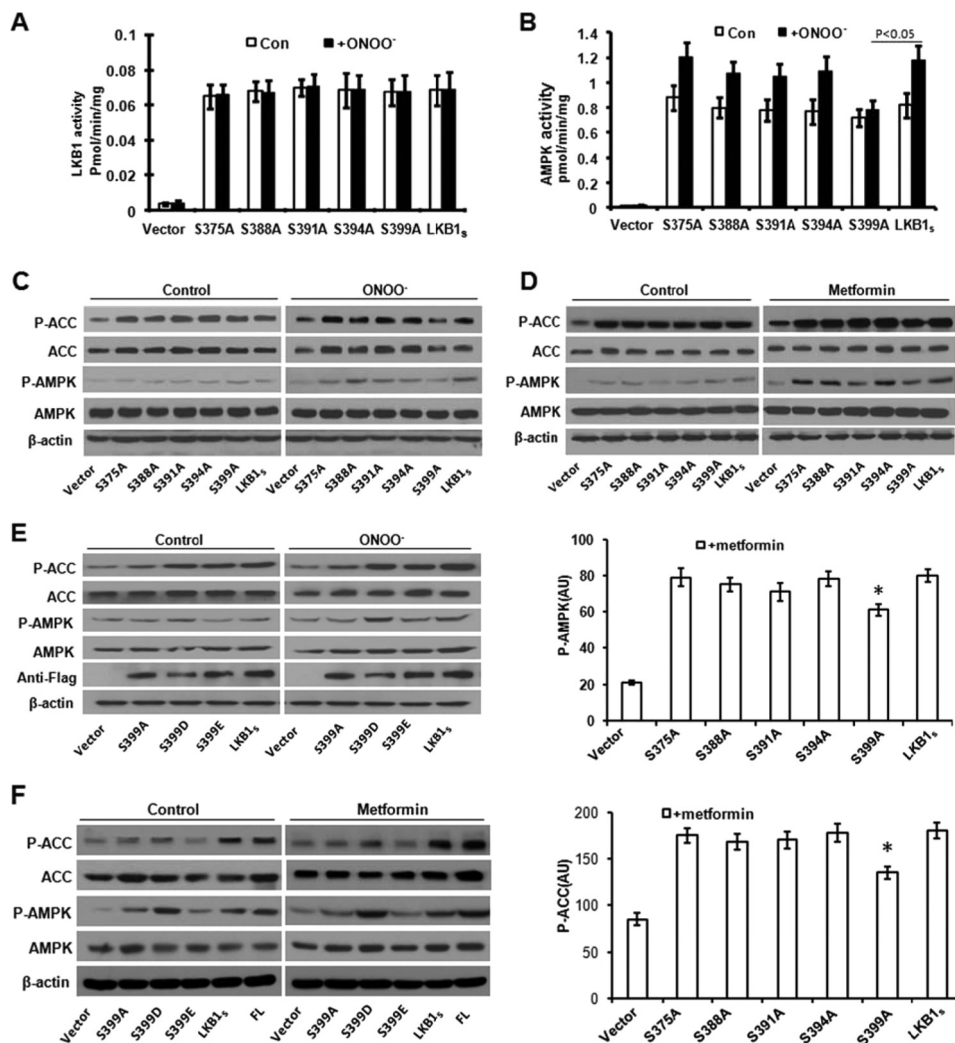 A
LKB1 activity
Pmol/min/mg
0.1
0.08
0.06
0.04
0.02
0
Con
+ONOO⁻
Vector S375A S388A S391A S394A S399A LKB1s
B
AMPK activity
pmol/min/mg
1.4
1.2
1
0.8
0.6
0.4
0.2
0
Con
+ONOO⁻
P<0.05
Vector S375A S388A S391A S394A S399A LKB1s
C
Control ONOO⁻
P-ACC
ACC
P-AMPK
AMPK
β-actin
Vector S375A S388A S391A S394A S399A LKB1s Vector S375A S388A S391A S394A S399A LKB1s
D
Control Metformin
P-ACC
ACC
P-AMPK
AMPK
β-actin
Vector S375A S388A S391A S394A S399A LKB1s Vector S375A S388A S391A S394A S399A LKB1s
E
Control ONOO⁻
P-ACC
ACC
P-AMPK
AMPK
Anti-Flag
β-actin
Vector S399A S399D S399E LKB1s Vector S399A S399D S399E LKB1s
P-AMPK(AU)
100
80
60
40
20
0
+metformin
*
Vector S375A S388A S391A S394A S399A LKB1s
F
Control Metformin
P-ACC
ACC
P-AMPK
AMPK
β-actin
Vector S399A S399D S399E LKB1s FL Vector S399A S399D S399E LKB1s FL
P-ACC(AU)
200
150
100
50
0
+metformin
*
Vector S375A S388A S391A S394A S399A LKB1s